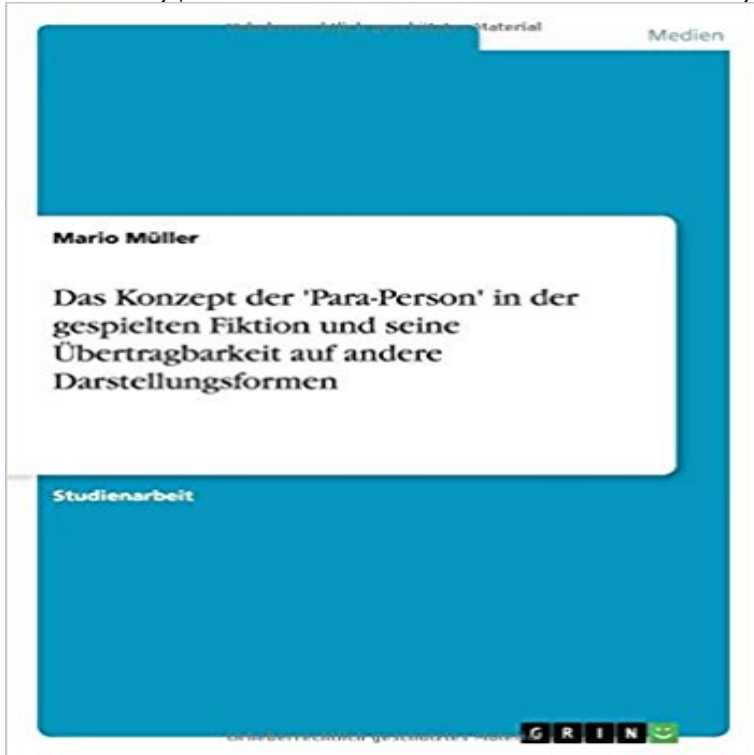 Material
Medien
Mario Müller
Das Konzept der 'Para-Person' in der
gespielten Fiktion und seine
Übertragbarkeit auf andere
Darstellungsformen
Studienarbeit
GRIN